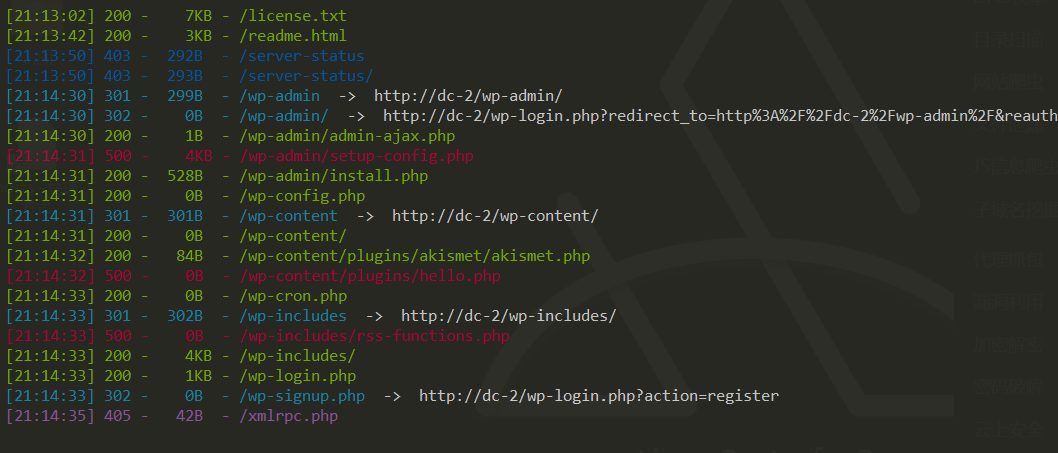 [21:13:02] 200 -    7KB - /license.txt
[21:13:42] 200 -    3KB - /readme.html
[21:13:50] 403 -  292B  - /server-status
[21:13:50] 403 -  293B  - /server-status/
[21:14:30] 301 -  299B  - /wp-admin  ->  http://dc-2/wp-admin/
[21:14:30] 302 -    0B  - /wp-admin/  ->  http://dc-2/wp-login.php?redirect_to=http%3A%2F%2Fdc-2%2Fwp-admin%2F&reauth
[21:14:30] 200 -    1B  - /wp-admin/admin-ajax.php
[21:14:31] 500 -    4KB - /wp-admin/setup-config.php
[21:14:31] 200 -  528B  - /wp-admin/install.php
[21:14:31] 200 -    0B  - /wp-config.php
[21:14:31] 301 -  301B  - /wp-content  ->  http://dc-2/wp-content/
[21:14:31] 200 -    0B  - /wp-content/
[21:14:32] 200 -   84B  - /wp-content/plugins/akismet/akismet.php
[21:14:32] 500 -    0B  - /wp-content/plugins/hello.php
[21:14:33] 200 -    0B  - /wp-cron.php
[21:14:33] 301 -  302B  - /wp-includes  ->  http://dc-2/wp-includes/
[21:14:33] 500 -    0B  - /wp-includes/rss-functions.php
[21:14:33] 200 -    4KB - /wp-includes/
[21:14:33] 200 -    1KB - /wp-login.php
[21:14:33] 302 -    0B  - /wp-signup.php  ->  http://dc-2/wp-login.php?action=register
[21:14:35] 405 -   42B  - /xmlrpc.php